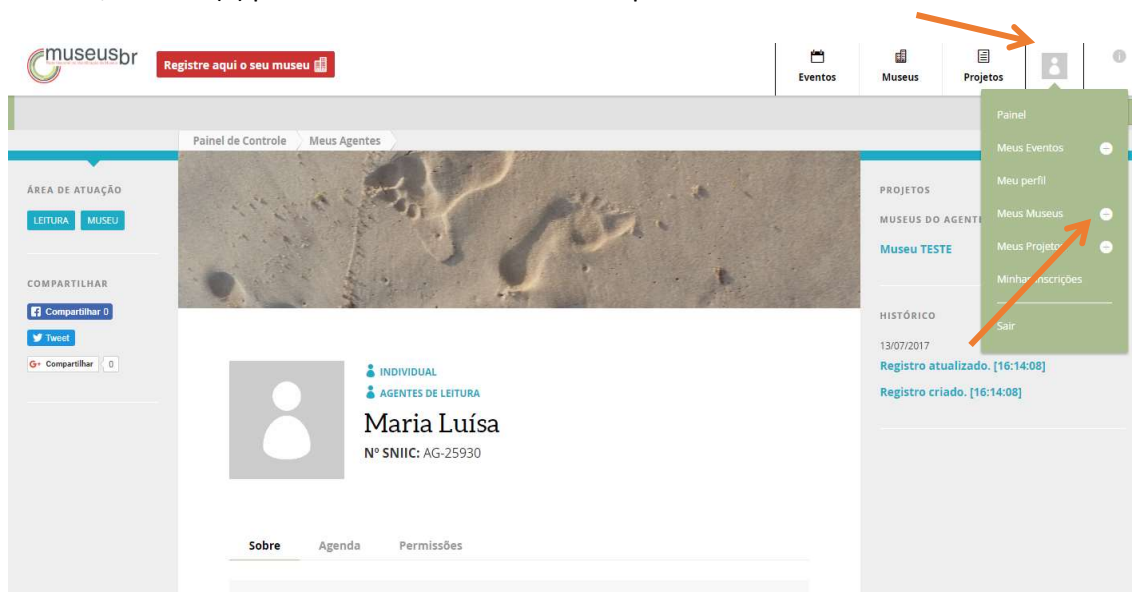 museusbr
Registre aqui o seu museu
Eventos
Museus
Projetos
Painel
Meus Eventos
Meu perfil
Meus Museus
Meus Projetos
Minhas Inscrições
Sair
Painel de Controle
Meus Agentes
ÁREA DE ATUAÇÃO
LEITURA MUSEU
COMPARTILHAR
Compartilhar 0
Tweet
G+ Compartilhar 0
INDIVIDUAL
AGENTES DE LEITURA
Maria Luísa
Nº SNIIC: AG-25930
Sobre Agenda Permissões
PROJETOS
MUSEUS DO AGENT
Museu TESTE
HISTÓRICO
13/07/2017
Registro atualizado. [16:14:08]
Registro criado. [16:14:08]